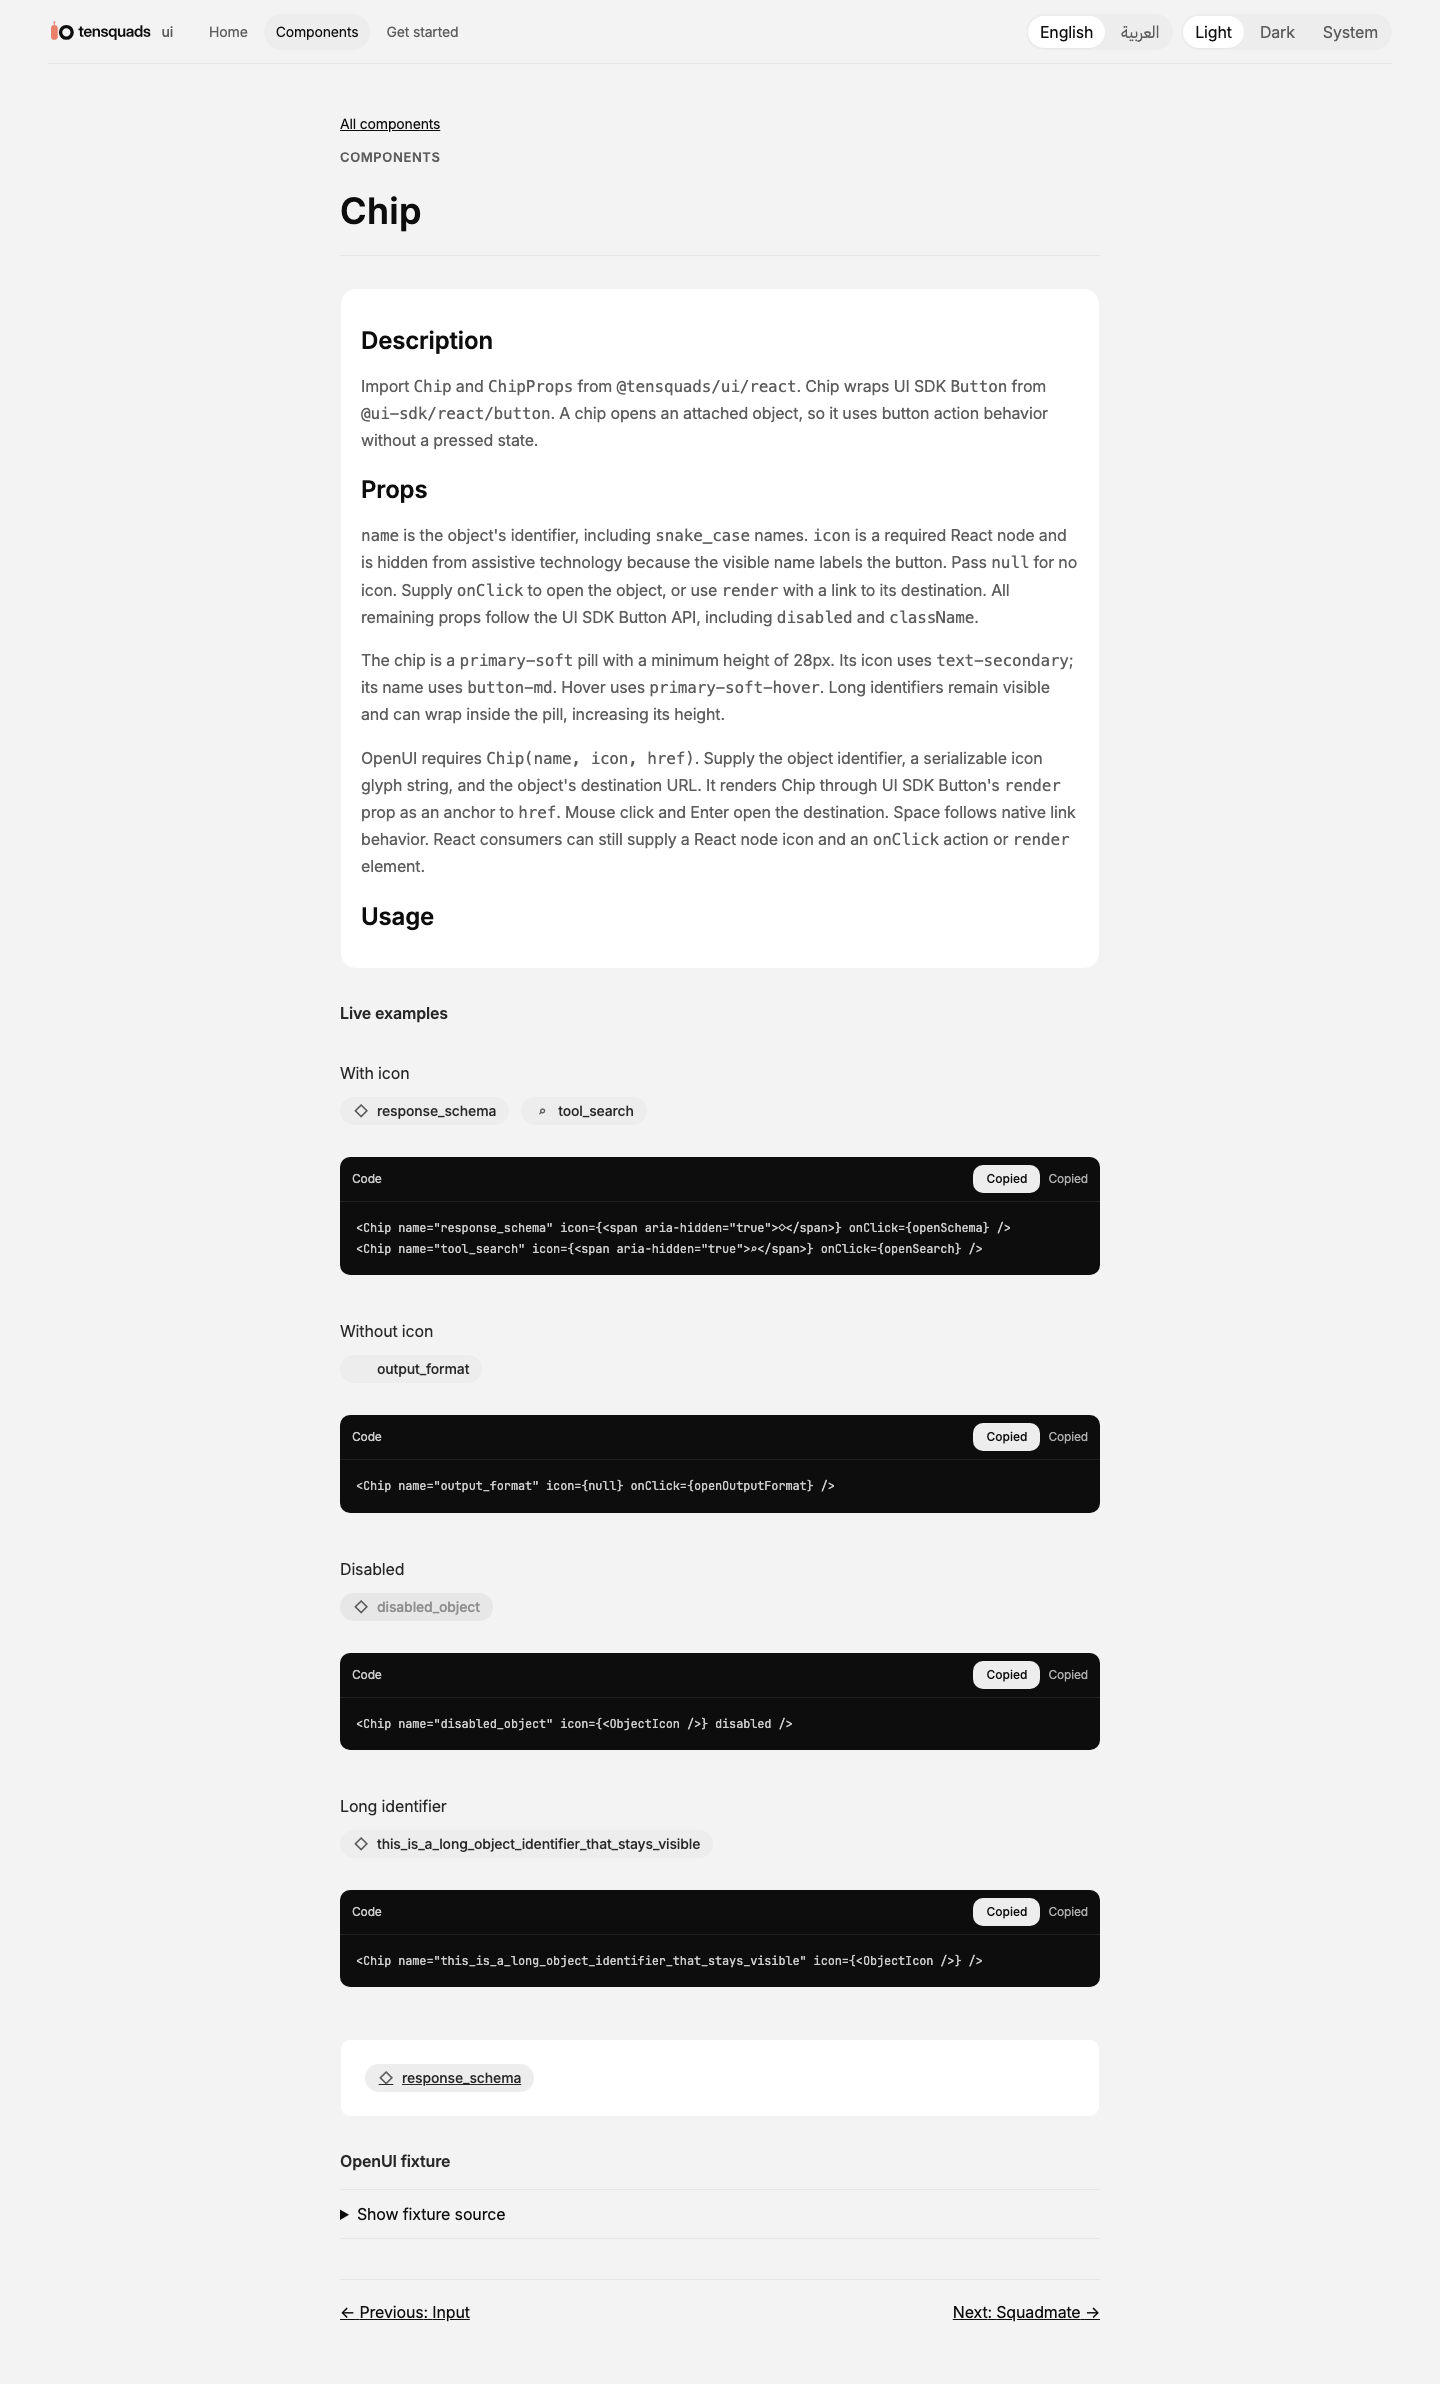 tensquads ui Home Components Get started English العربية Light Dark System
All components
COMPONENTS
Chip
Description
Import Chip and ChipProps from @tensquads/ui/react. Chip wraps UI SDK Button from
@ui-sdk/react/button. A chip opens an attached object, so it uses button action behavior
without a pressed state.
Props
name is the object's identifier, including snake_case names. icon is a required React node and
is hidden from assistive technology because the visible name labels the button. Pass null for no
icon. Supply onClick to open the object, or use render with a link to its destination. All
remaining props follow the UI SDK Button API, including disabled and className.
The chip is a primary-soft pill with a minimum height of 28px. Its icon uses text-secondary;
its name uses button-md. Hover uses primary-soft-hover. Long identifiers remain visible
and can wrap inside the pill, increasing its height.
OpenUI requires Chip(name, icon, href). Supply the object identifier, a serializable icon
glyph string, and the object's destination URL. It renders Chip through UI SDK Button's render
prop as an anchor to href. Mouse click and Enter open the destination. Space follows native link
behavior. React consumers can still supply a React node icon and an onClick action or render
element.
Usage
Live examples
With icon
◇ response_schema ⌕ tool_search
Code Copied Copied
<Chip name="response_schema" icon={<span aria-hidden="true">◇</span>} onClick={openSchema} />
<Chip name="tool_search" icon={<span aria-hidden="true">⌕</span>} onClick={openSearch} />
Without icon
output_format
Code Copied Copied
<Chip name="output_format" icon={null} onClick={openOutputFormat} />
Disabled
◇ disabled_object
Code Copied Copied
<Chip name="disabled_object" icon={<ObjectIcon />} disabled />
Long identifier
◇ this_is_a_long_object_identifier_that_stays_visible
Code Copied Copied
<Chip name="this_is_a_long_object_identifier_that_stays_visible" icon={<ObjectIcon />} />
◇ response_schema
OpenUI fixture
▶ Show fixture source
← Previous: Input Next: Squadmate →